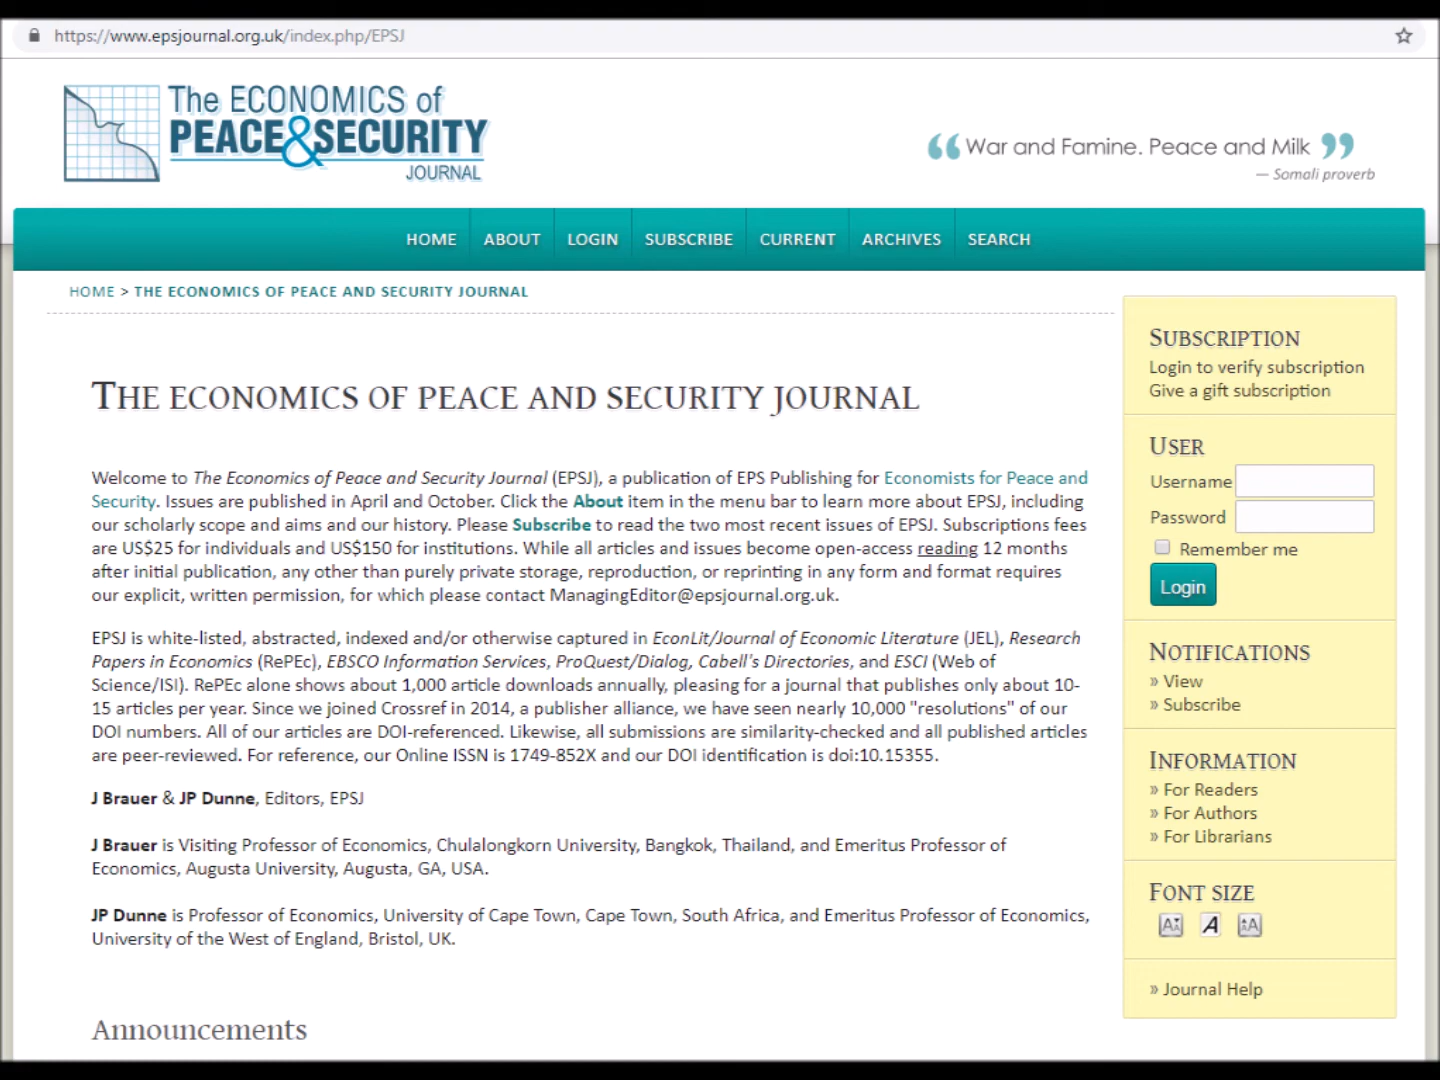 https://www.epsjournal.org.uk/index.php/EPSJ
The ECONOMICS of
PEACE&SECURITY
JOURNAL
“War and Famine. Peace and Milk”
— Somali proverb
HOME ABOUT LOGIN SUBSCRIBE CURRENT ARCHIVES SEARCH
HOME > THE ECONOMICS OF PEACE AND SECURITY JOURNAL
THE ECONOMICS OF PEACE AND SECURITY JOURNAL
Welcome to The Economics of Peace and Security Journal (EPSJ), a publication of EPS Publishing for Economists for Peace and
Security. Issues are published in April and October. Click the About item in the menu bar to learn more about EPSJ, including
our scholarly scope and aims and our history. Please Subscribe to read the two most recent issues of EPSJ. Subscriptions fees
are US$25 for individuals and US$150 for institutions. While all articles and issues become open-access reading 12 months
after initial publication, any other than purely private storage, reproduction, or reprinting in any form and format requires
our explicit, written permission, for which please contact ManagingEditor@epsjournal.org.uk.
EPSJ is white-listed, abstracted, indexed and/or otherwise captured in EconLit/Journal of Economic Literature (JEL), Research
Papers in Economics (RePEc), EBSCO Information Services, ProQuest/Dialog, Cabell's Directories, and ESCI (Web of
Science/ISI). RePEc alone shows about 1,000 article downloads annually, pleasing for a journal that publishes only about 10-
15 articles per year. Since we joined Crossref in 2014, a publisher alliance, we have seen nearly 10,000 "resolutions" of our
DOI numbers. All of our articles are DOI-referenced. Likewise, all submissions are similarity-checked and all published articles
are peer-reviewed. For reference, our Online ISSN is 1749-852X and our DOI identification is doi:10.15355.
J Brauer & JP Dunne, Editors, EPSJ
J Brauer is Visiting Professor of Economics, Chulalongkorn University, Bangkok, Thailand, and Emeritus Professor of
Economics, Augusta University, Augusta, GA, USA.
JP Dunne is Professor of Economics, University of Cape Town, Cape Town, South Africa, and Emeritus Professor of Economics,
University of the West of England, Bristol, UK.
Announcements
SUBSCRIPTION
Login to verify subscription
Give a gift subscription
USER
Username
Password
Remember me
Login
NOTIFICATIONS
» View
» Subscribe
INFORMATION
» For Readers
» For Authors
» For Librarians
FONT SIZE
A A A
» Journal Help